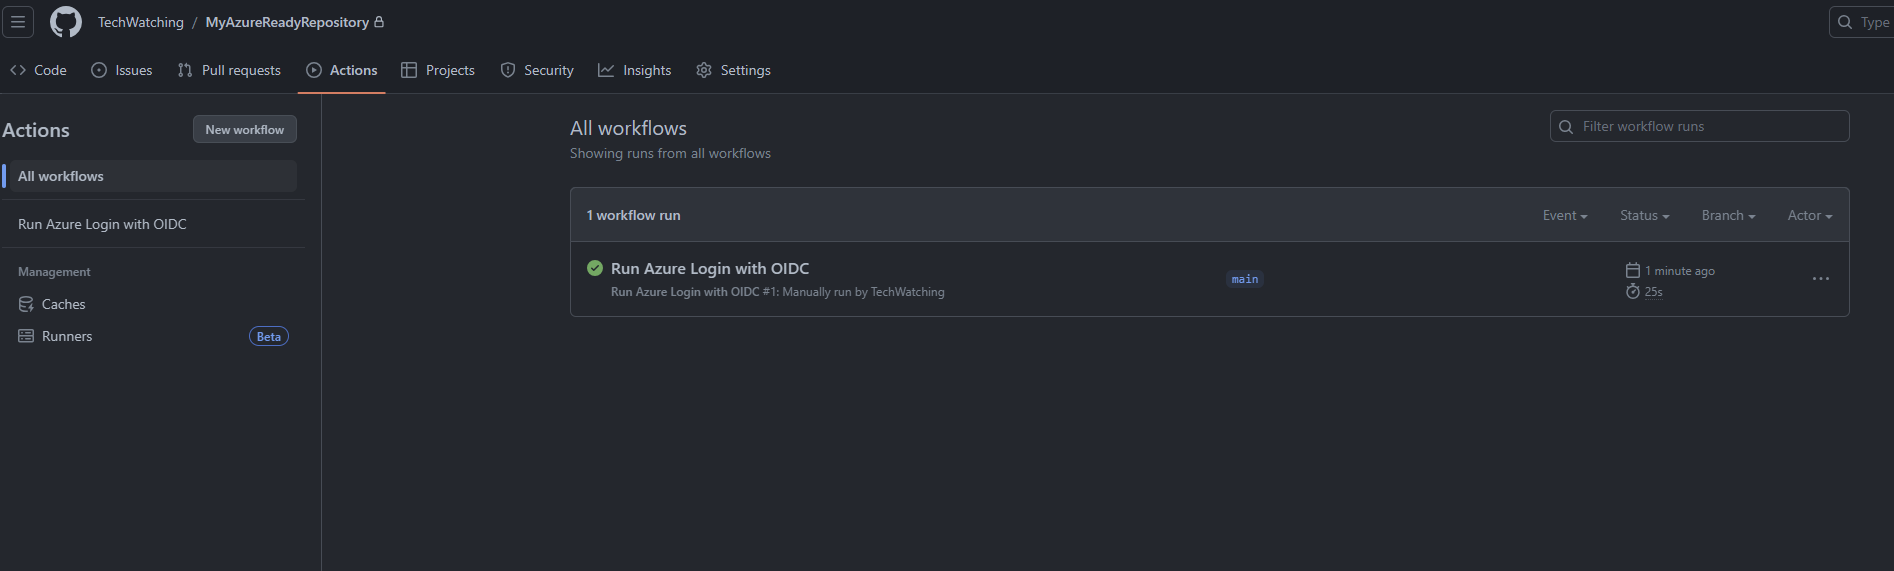 TechWatching / MyAzureReadyRepository
Type
Code Issues Pull requests Actions Projects Security Insights Settings
Actions
New workflow
All workflows
Run Azure Login with OIDC
Management
Caches
Runners Beta
All workflows
Showing runs from all workflows
Filter workflow runs
1 workflow run Event Status Branch Actor
Run Azure Login with OIDC
Run Azure Login with OIDC #1: Manually run by TechWatching
main
1 minute ago
25s